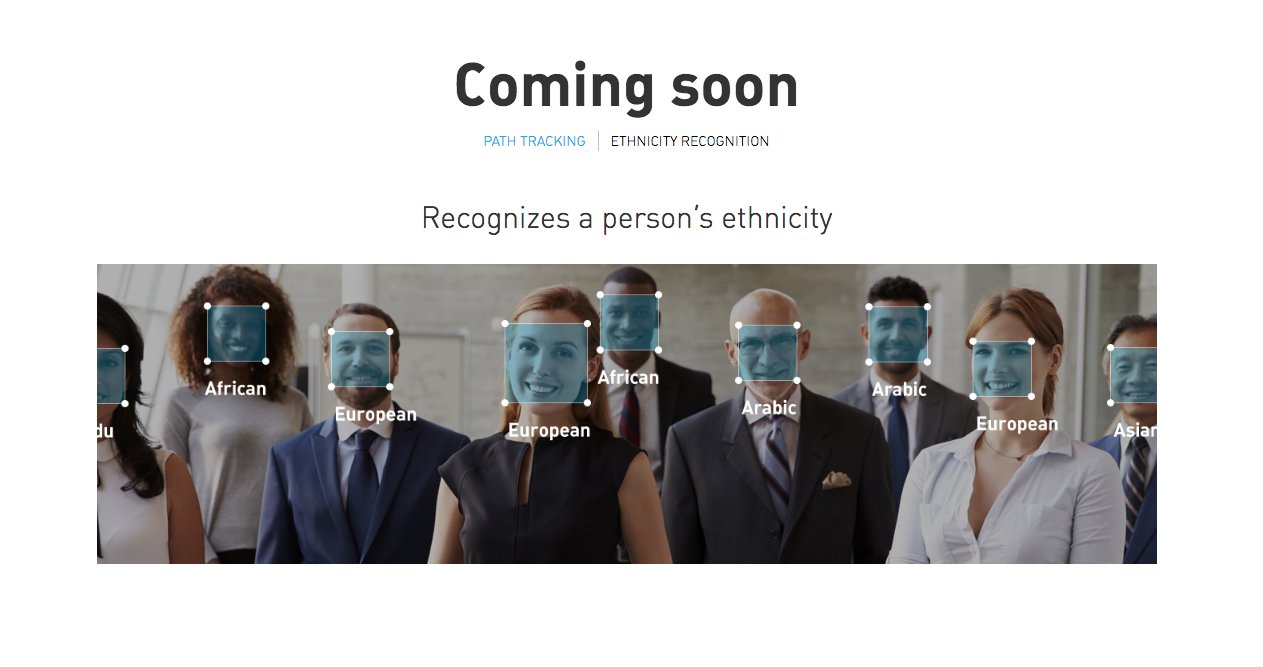 Coming soon
PATH TRACKING | ETHNICITY RECOGNITION
Recognizes a person's ethnicity
African
European
European
African
Arabic
Arabic
European
Asian
du